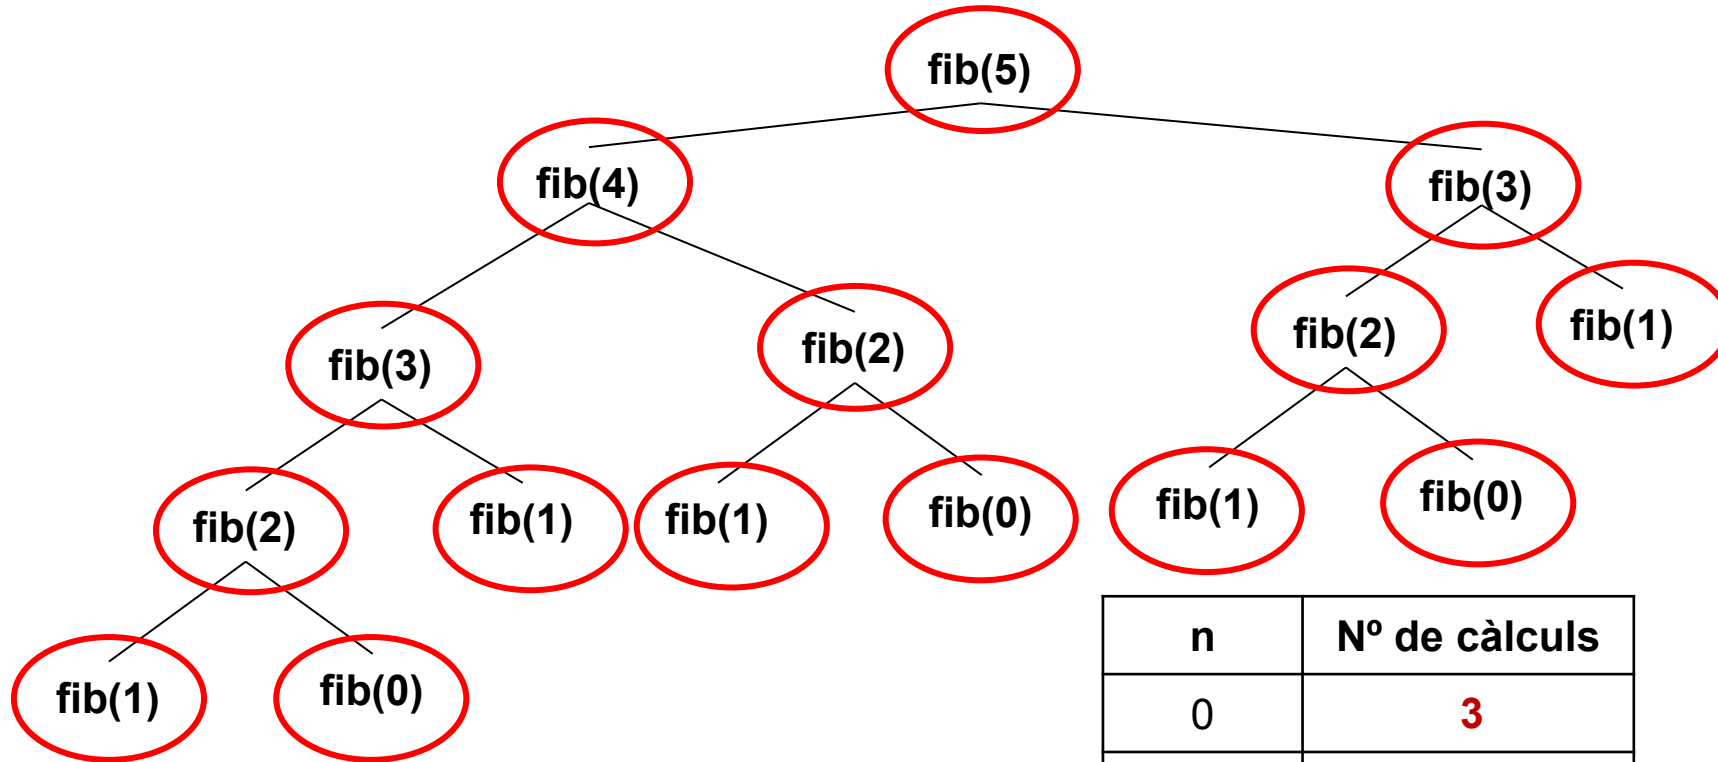 fib(5)
fib(4)
fib(3)
fib(3)
fib(2)
fib(2)
fib(1)
fib(2)
fib(1)
fib(1)
fib(0)
fib(1)
fib(0)
fib(1)
fib(0)
n Nº de càlculs
0 3